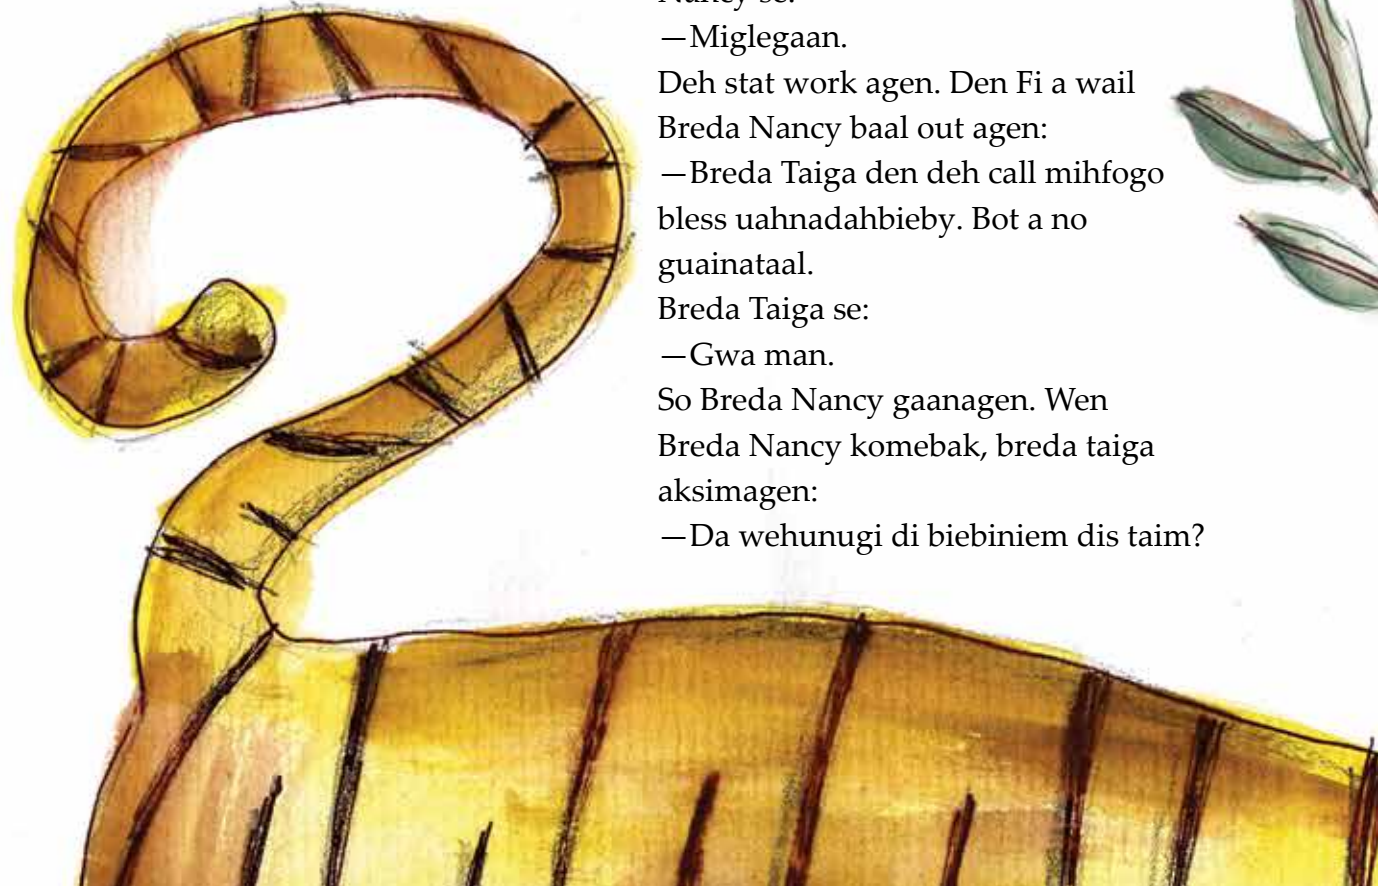 Nancy se:
—Miglegaan.
Deh stat work agen. Den Fi a wail
Breda Nancy baal out agen:
—Breda Taiga den deh call mihfogo
bless uahnadahbieby. Bot a no
guainataal.
Breda Taiga se:
—Gwa man.
So Breda Nancy gaanagen. Wen
Breda Nancy komebak, breda taiga
aksimagen:
—Da wehunugi di biebiniem dis taim?